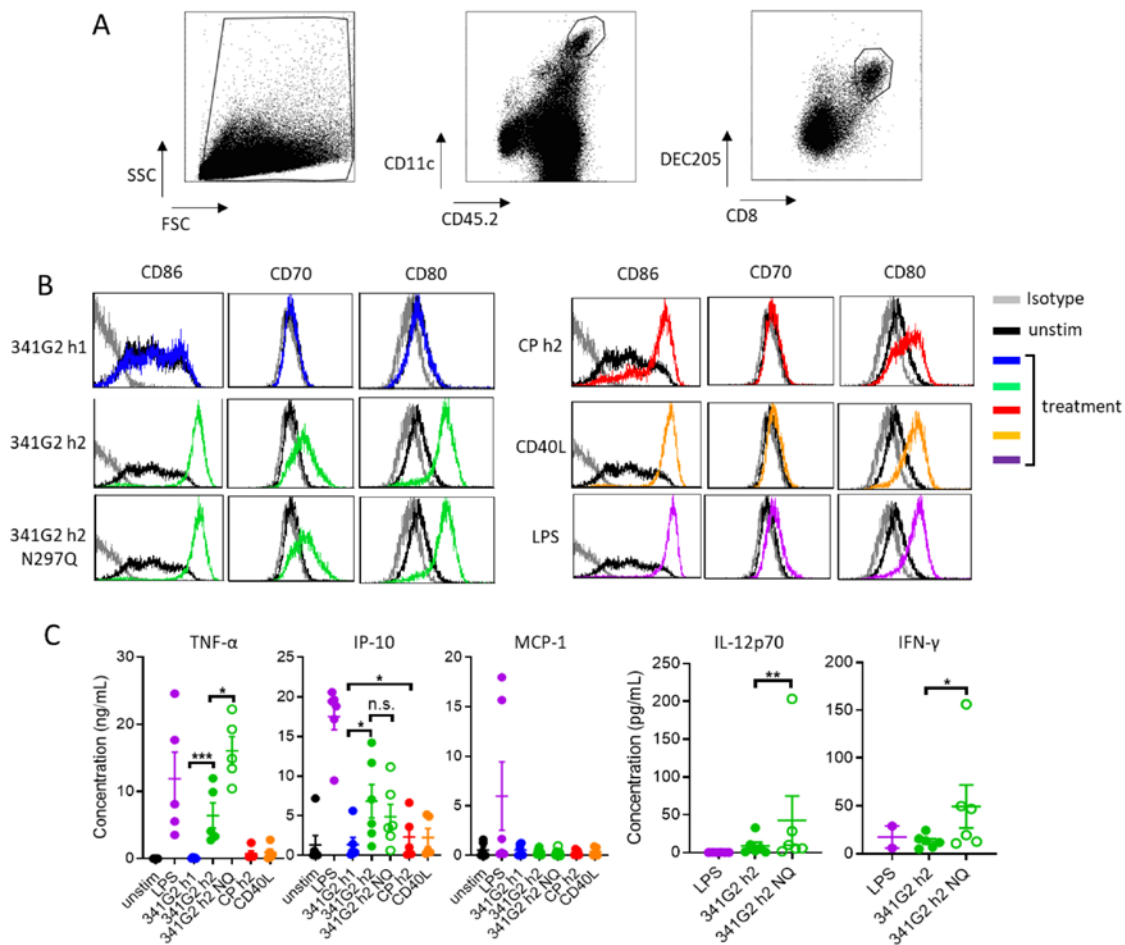 A
SSC
FSC
CD11c
CD45.2
DEC205
CD8
B
CD86 CD70 CD80
341G2 h1
341G2 h2
341G2 h2
N297Q
CD86 CD70 CD80
CP h2
CD40L
LPS
Isotype
unstim
treatment
C
TNF-α
Concentration (ng/mL)
30
20
10
0
***
*
unstim
LPS
341G2 h1
341G2 h2
341G2 h2 NQ
CP h2
CD40L
IP-10
25
20
15
10
5
0
*
n.s.
*
unstim
LPS
341G2 h1
341G2 h2
341G2 h2 NQ
CP h2
CD40L
MCP-1
20
15
10
5
0
unstim
LPS
341G2 h1
341G2 h2
341G2 h2 NQ
CP h2
CD40L
IL-12p70
Concentration (pg/mL)
250
200
150
100
50
0
**
LPS
341G2 h2
341G2 h2 NQ
IFN-γ
200
150
100
50
0
*
LPS
341G2 h2
341G2 h2 NQ